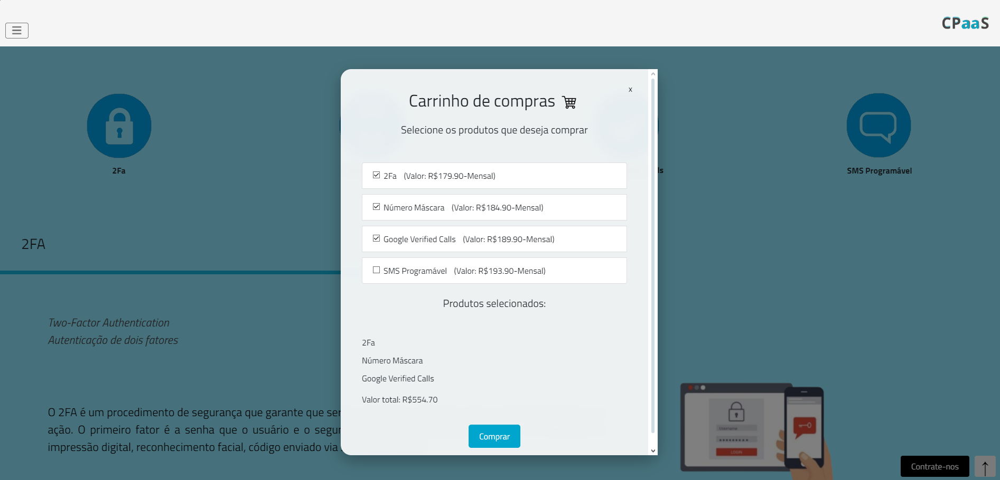 CPaaS
x
Carrinho de compras
Selecione os produtos que deseja comprar
2Fa (Valor: R$179.90-Mensal)
Número Máscara (Valor: R$184.90-Mensal)
Google Verified Calls (Valor: R$189.90-Mensal)
SMS Programável (Valor: R$193.90-Mensal)
Produtos selecionados:
2Fa
Número Máscara
Google Verified Calls
Valor total: R$554.70
Comprar
2Fa
ls
SMS Programável
2FA
Two-Factor Authentication
Autenticação de dois fatores
O 2FA é um procedimento de segurança que garante que ser
ação. O primeiro fator é a senha que o usuário e o segur
impressão digital, reconhecimento facial, código enviado via
Username
LOGIN
Contrate-nos